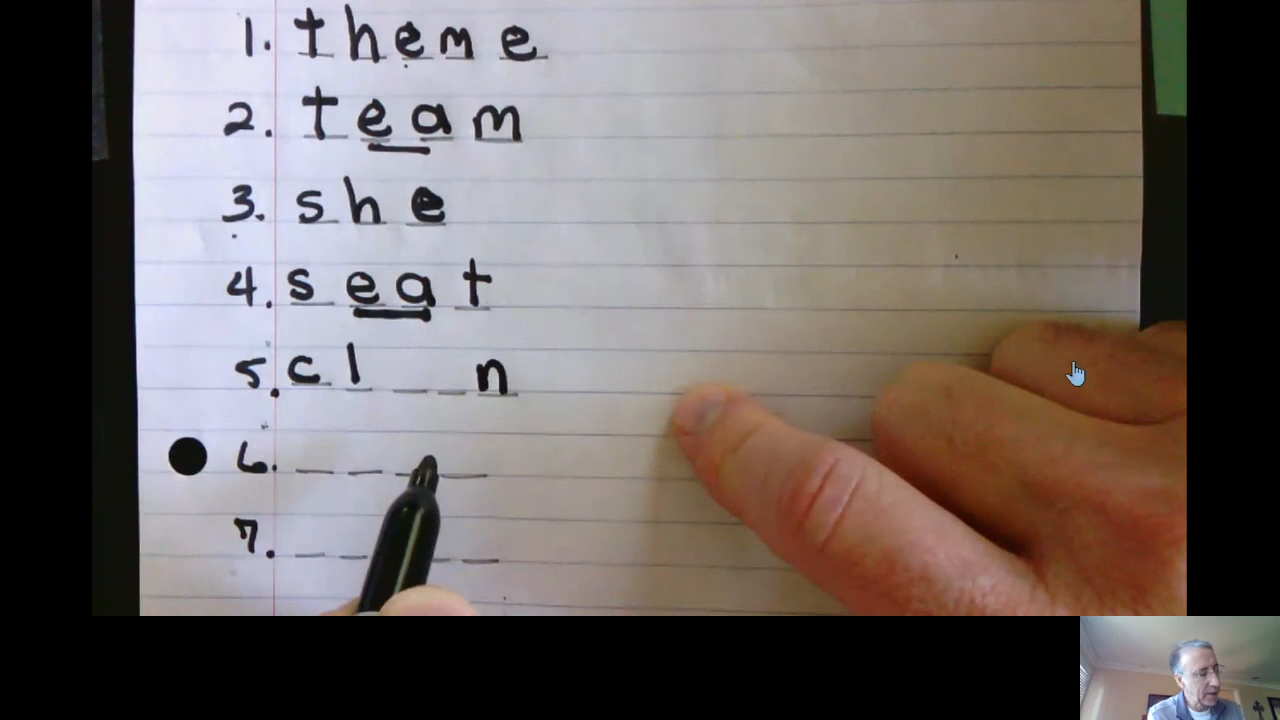 1. theme
2. team
3. she
4. seat
5. cl _ _ n
6. _ _ _ _
7. _ _ _ _